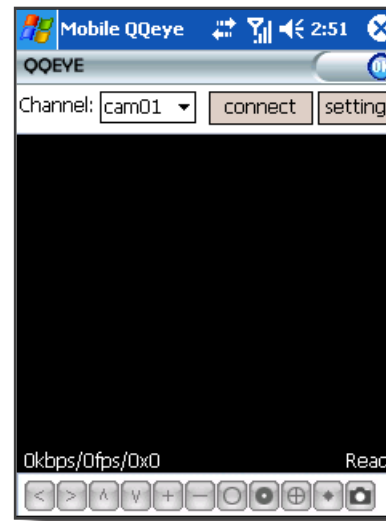 Mobile QQeye 2:51
QQEYE
Channel: cam01 connect setting
0kbps/0fps/0x0 Read